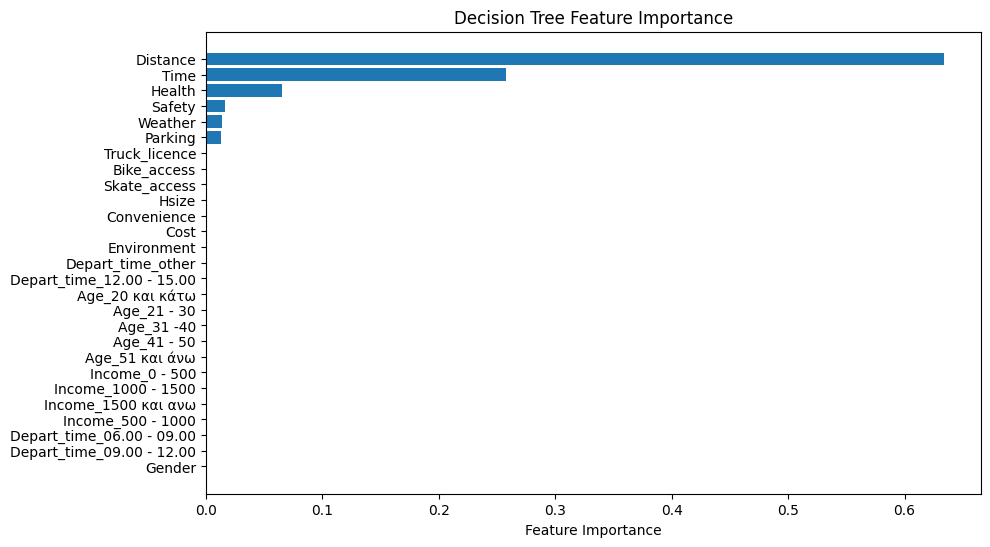 Decision Tree Feature Importance
Distance
Time
Health
Safety
Weather
Parking
Truck_licence
Bike_access
Skate_access
Hsize
Convenience
Cost
Environment
Depart_time_other
Depart_time_12.00 - 15.00
Age_20 και κάτω
Age_21 - 30
Age_31 -40
Age_41 - 50
Age_51 και άνω
Income_0 - 500
Income_1000 - 1500
Income_1500 και ανω
Income_500 - 1000
Depart_time_06.00 - 09.00
Depart_time_09.00 - 12.00
Gender
0.0 0.1 0.2 0.3 0.4 0.5 0.6
Feature Importance